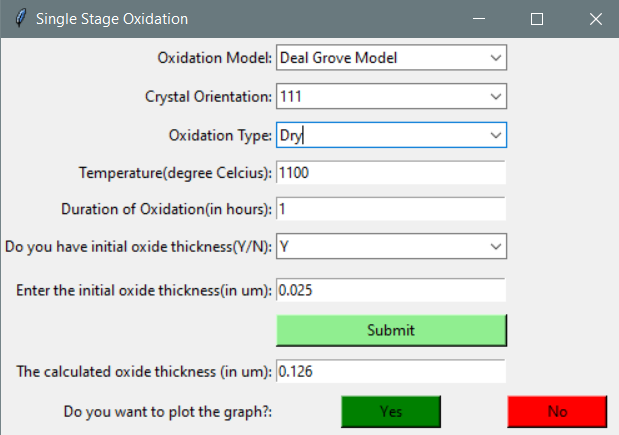 Single Stage Oxidation
Oxidation Model: Deal Grove Model
Crystal Orientation: 111
Oxidation Type: Dry
Temperature(degree Celcius): 1100
Duration of Oxidation(in hours): 1
Do you have initial oxide thickness(Y/N): Y
Enter the initial oxide thickness(in um): 0.025
Submit
The calculated oxide thickness (in um): 0.126
Do you want to plot the graph?: Yes No